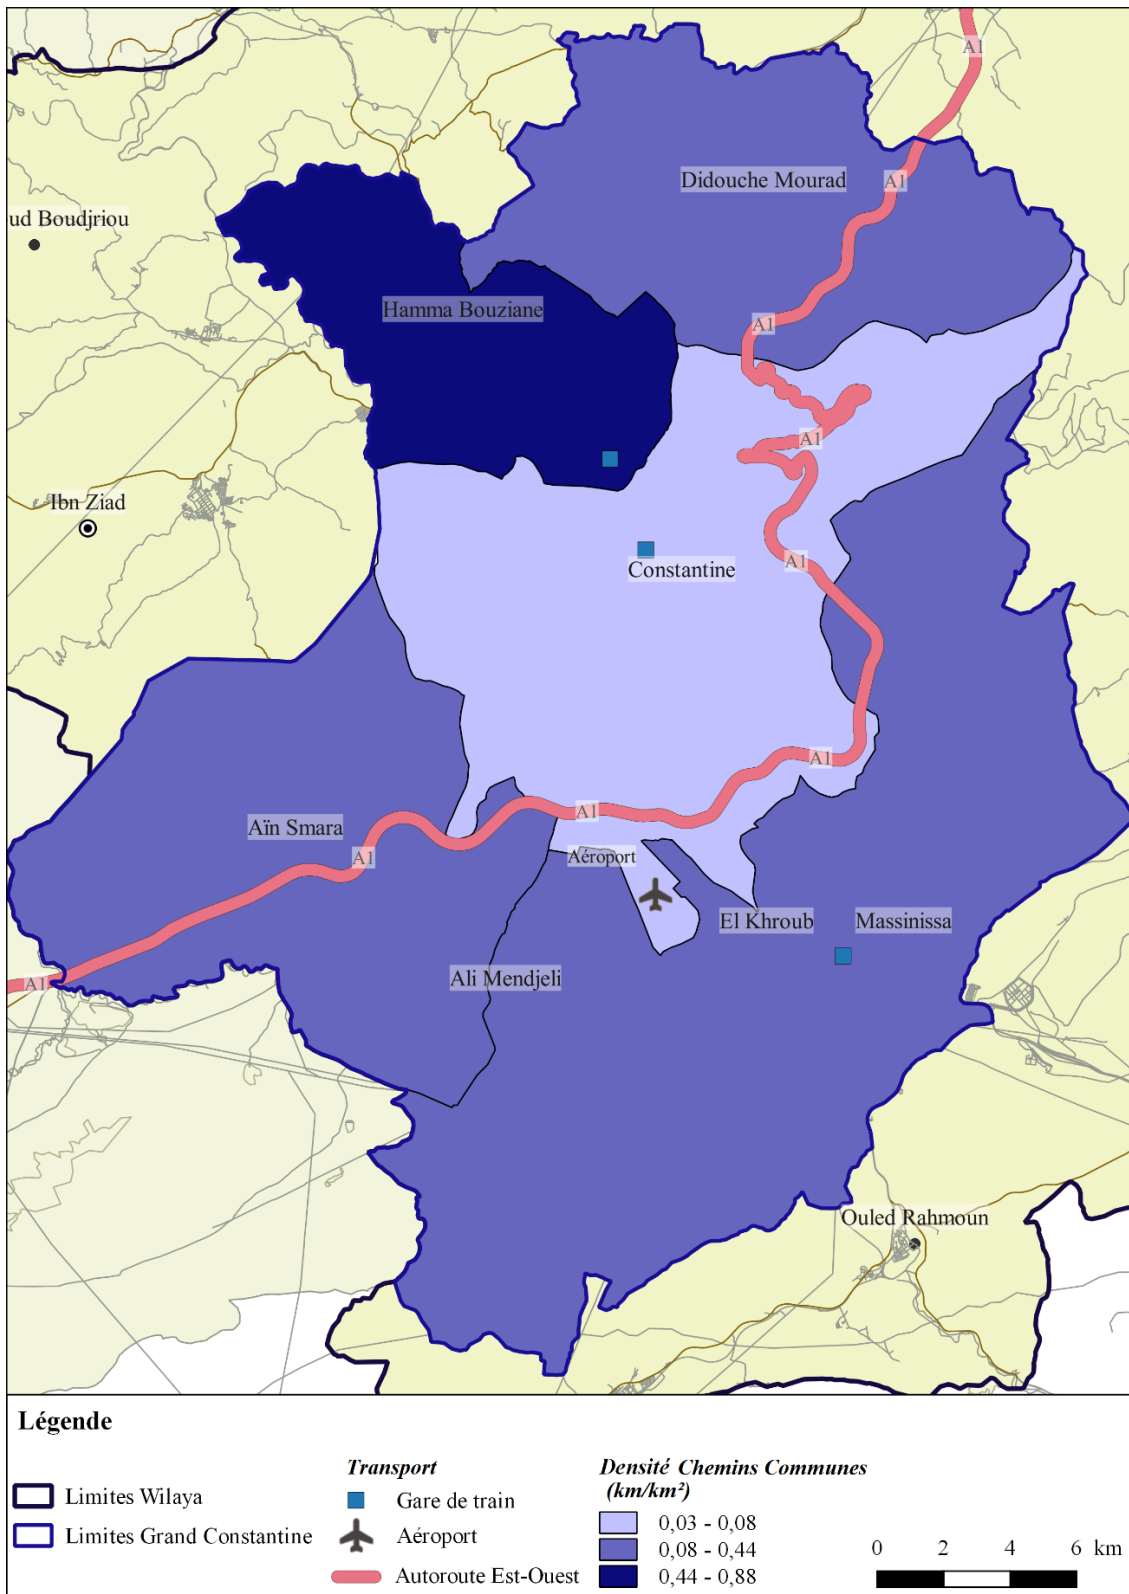 A1
Didouche Mourad
A1
ud Boudjriou
Hamma Bouziane
A1
A1
Ibn Ziad
A1
Constantine
A1
Aïn Smara
A1
A1
Aéroport
El Khroub
Massinissa
Ali Mendjeli
A1
Ouled Rahmoun
Légende
Limites Wilaya
Limites Grand Constantine
Transport
Gare de train
Aéroport
Autoroute Est-Ouest
Densité Chemins Communes
(km/km²)
0,03 - 0,08
0,08 - 0,44
0,44 - 0,88
0 2 4 6 km